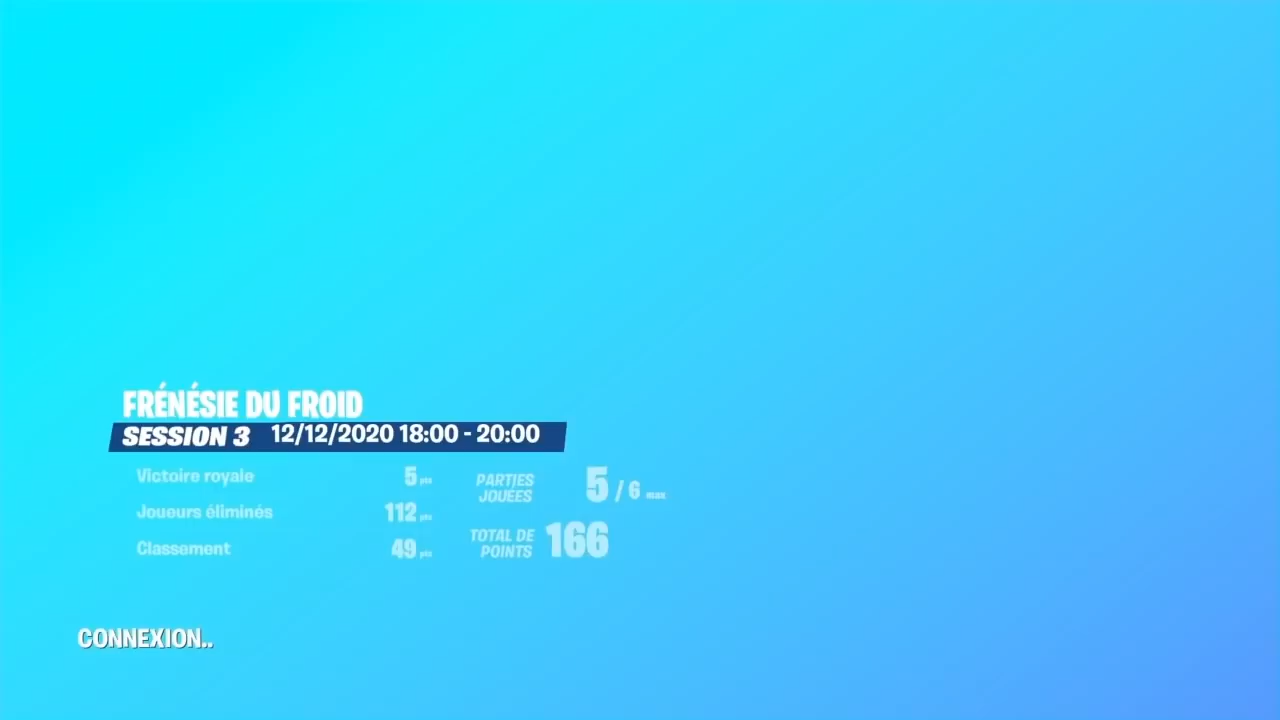 FRÉNÉSIE DU FROID
SESSION 3 12/12/2020 18:00 - 20:00
Victoire royale 5 pts
Joueurs éliminés 112 pts
Classement 49 pts
PARTIES
JOUÉES
5 / 6 max
TOTAL DE
POINTS
166
CONNEXION..